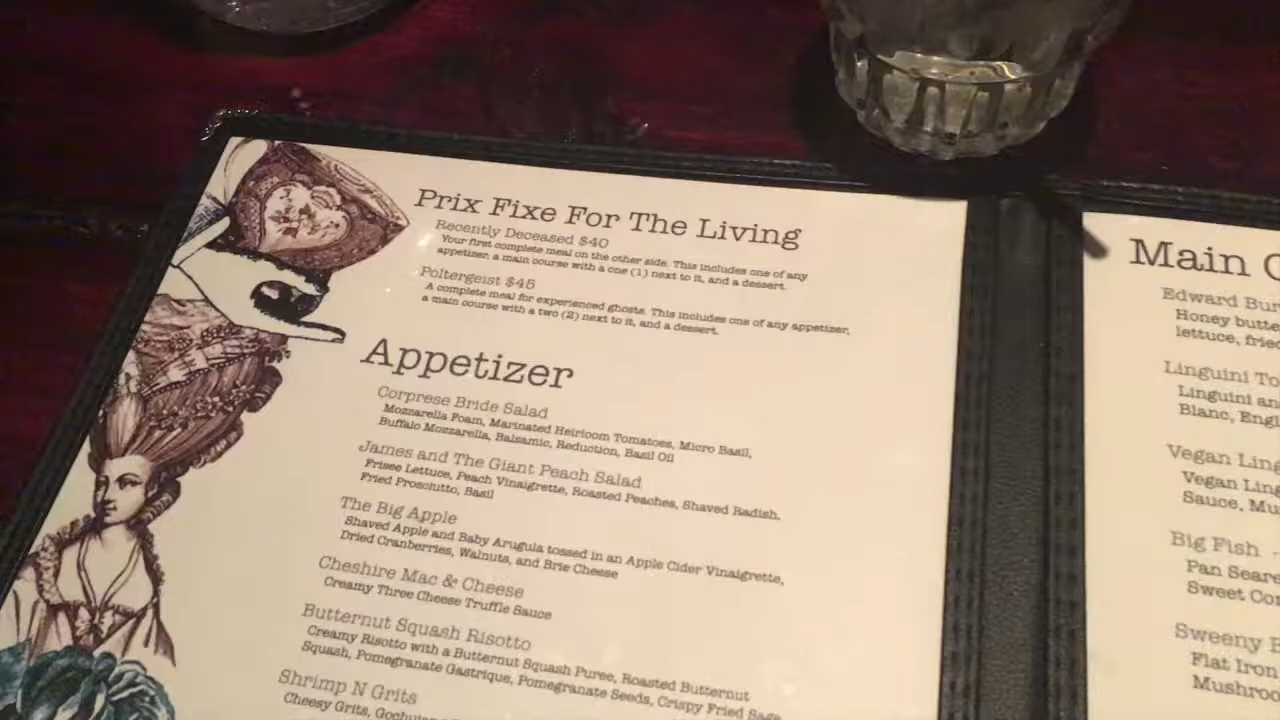 Prix Fixe For The Living
Recently Deceased $40
Your first complete meal on the other side. This includes one of any
appetizer, a main course with a one (1) next to it, and a dessert.
Poltergeist $45
A complete meal for experienced ghosts. This includes one of any appetizer,
a main course with a two (2) next to it, and a dessert.
Appetizer
Corprese Bride Salad
Mozzarella Foam, Marinated Heirloom Tomatoes, Micro Basil,
Buffalo Mozzarella, Balsamic, Reduction, Basil Oil
James and The Giant Peach Salad
Frisee Lettuce, Peach Vinaigrette, Roasted Peaches, Shaved Radish,
Fried Prosciutto, Basil
The Big Apple
Shaved Apple and Baby Arugula tossed in an Apple Cider Vinaigrette,
Dried Cranberries, Walnuts, and Brie Cheese
Cheshire Mac & Cheese
Creamy Three Cheese Truffle Sauce
Butternut Squash Risotto
Creamy Risotto with a Butternut Squash Puree, Roasted Butternut
Squash, Pomegranate Gastrique, Pomegranate Seeds, Crispy Fried Sage
Shrimp N Grits
Cheesy Grits,
Main
Edward
Honey
lettuce,
Linguini
Linguini
Blanc,
Vegan
Vegan
Sauce,
Big Fish
Pan
Sweet
Sweeny
Flat Iron